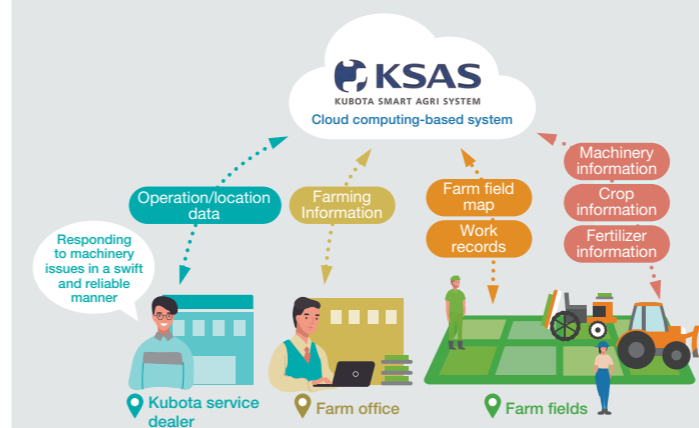 KSAS
KUBOTA SMART AGRI SYSTEM
Cloud computing-based system
Operation/location
data
Farming
Information
Farm field
map
Work
records
Machinery
information
Crop
information
Fertilizer
information
Responding
to machinery
issues in a swift
and reliable
manner
Kubota service
dealer
Farm office
Farm fields